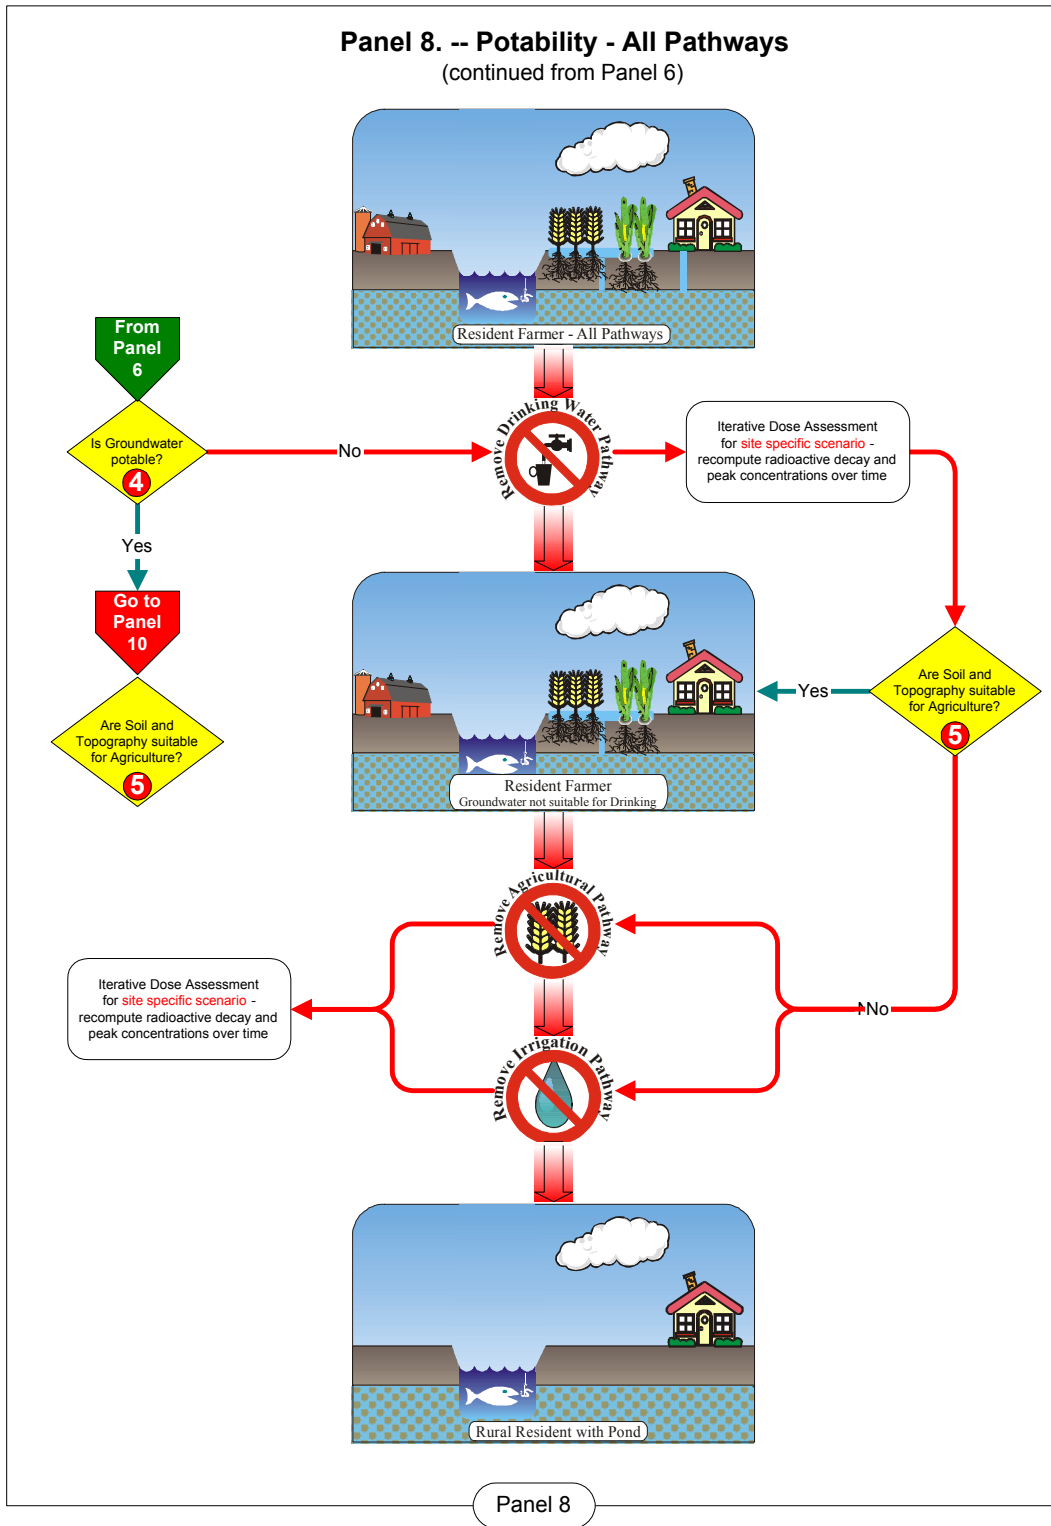 Panel 8. -- Potability - All Pathways
(continued from Panel 6)
Resident Farmer - All Pathways
From
Panel
6
Is Groundwater
potable?
4
No
Remove Drinking Water Pathway
Iterative Dose Assessment
for site specific scenario -
recompute radioactive decay and
peak concentrations over time
Yes
Go to
Panel
10
Are Soil and
Topography suitable
for Agriculture?
5
Resident Farmer
Groundwater not suitable for Drinking
Yes
Are Soil and
Topography suitable
for Agriculture?
5
Remove Agricultural Pathway
NNo
Iterative Dose Assessment
for site specific scenario -
recompute radioactive decay and
peak concentrations over time
Remove Irrigation Pathway
Rural Resident with Pond
Panel 8